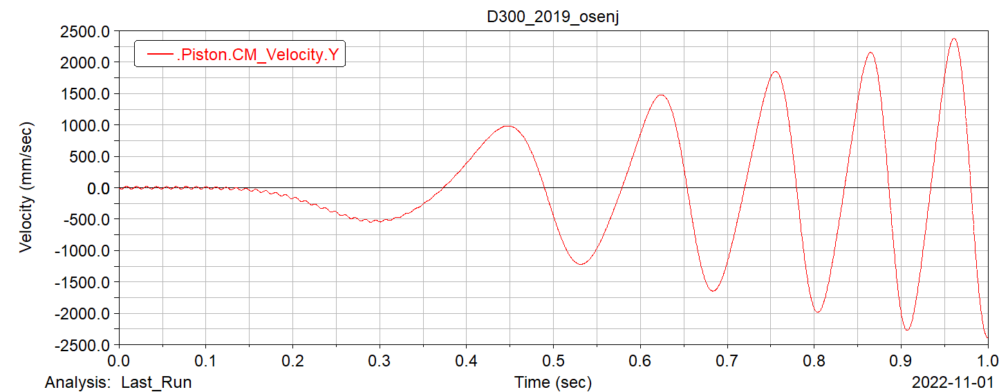 D300_2019_osenj
.Piston.CM_Velocity.Y
Velocity (mm/sec)
2500.0
2000.0
1500.0
1000.0
500.0
0.0
-500.0
-1000.0
-1500.0
-2000.0
-2500.0
0.0 0.1 0.2 0.3 0.4 0.5 0.6 0.7 0.8 0.9 1.0
Analysis: Last_Run Time (sec) 2022-11-01